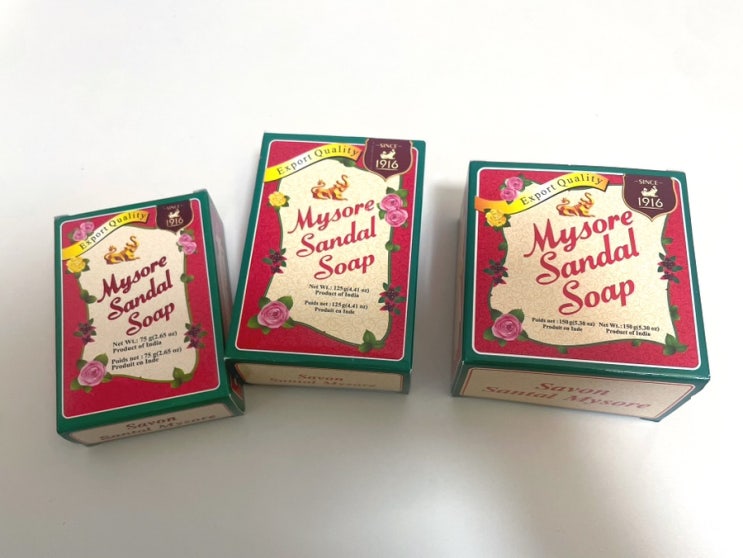 Export Quality
SINCE
1916
Mysore
Sandal
Soap
Net Wt.: 75 g(2.65 oz)
Product of India
Poids net : 75 g(2.65 oz)
Produit en Inde
Savon
Santal Mysore
Export Quality
SINCE
1916
Mysore
Sandal
Soap
Net Wt.: 125g(4.41 oz)
Product of India
Poids net : 125g(4.41 oz)
Produit en Inde
Savon
Santal Mysore
Export Quality
SINCE
1916
Mysore
Sandal
Soap
Poids net : 150g(5.30 oz) Net Wt.: 150g(5.30 oz)
Produit en Inde Product of India
Savon
Santal Mysore